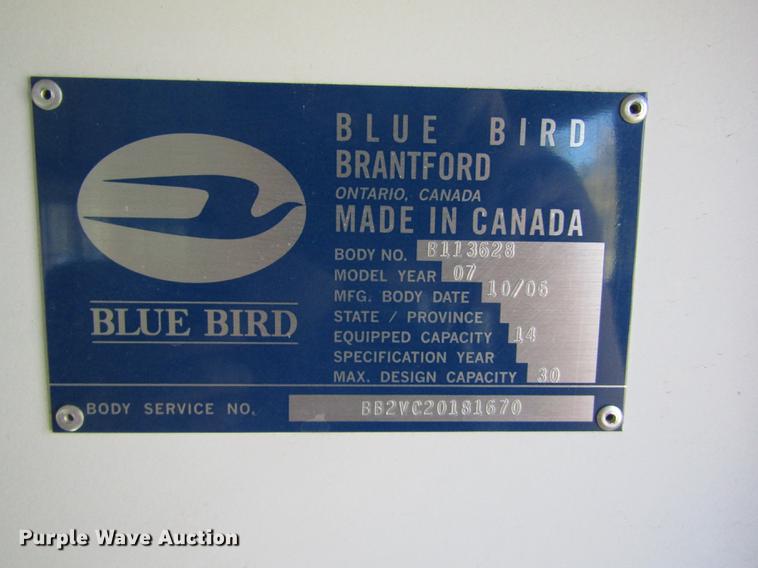 BLUE BIRD
BRANTFORD
ONTARIO, CANADA
MADE IN CANADA
BODY NO. B113628
MODEL YEAR 07
MFG. BODY DATE 10/06
STATE / PROVINCE
EQUIPPED CAPACITY 14
SPECIFICATION YEAR
MAX. DESIGN CAPACITY 30
BLUE BIRD
BODY SERVICE NO. BB2VC20181670
Purple Wave Auction